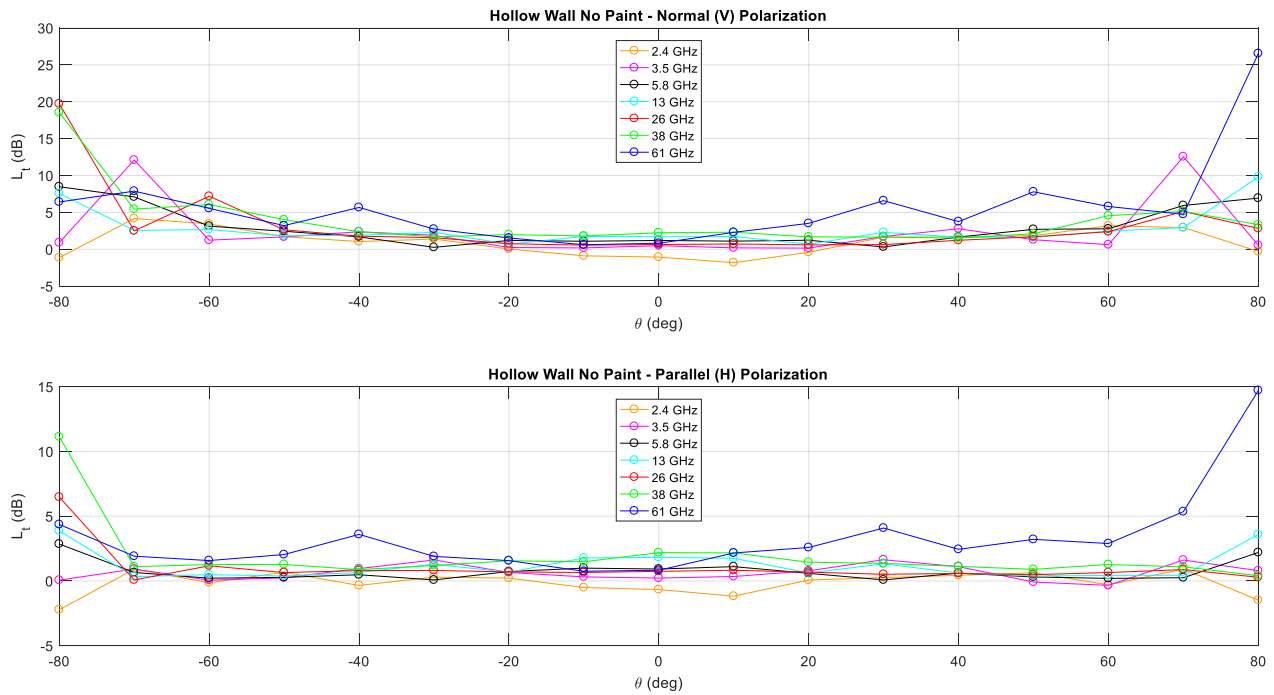 Hollow Wall No Paint - Normal (V) Polarization
30
25
20
15
10
5
0
-5
L_t (dB)
2.4 GHz
3.5 GHz
5.8 GHz
13 GHz
26 GHz
38 GHz
61 GHz
-80 -60 -40 -20 0 20 40 60 80
θ (deg)
Hollow Wall No Paint - Parallel (H) Polarization
15
10
5
0
-5
L_t (dB)
2.4 GHz
3.5 GHz
5.8 GHz
13 GHz
26 GHz
38 GHz
61 GHz
-80 -60 -40 -20 0 20 40 60 80
θ (deg)